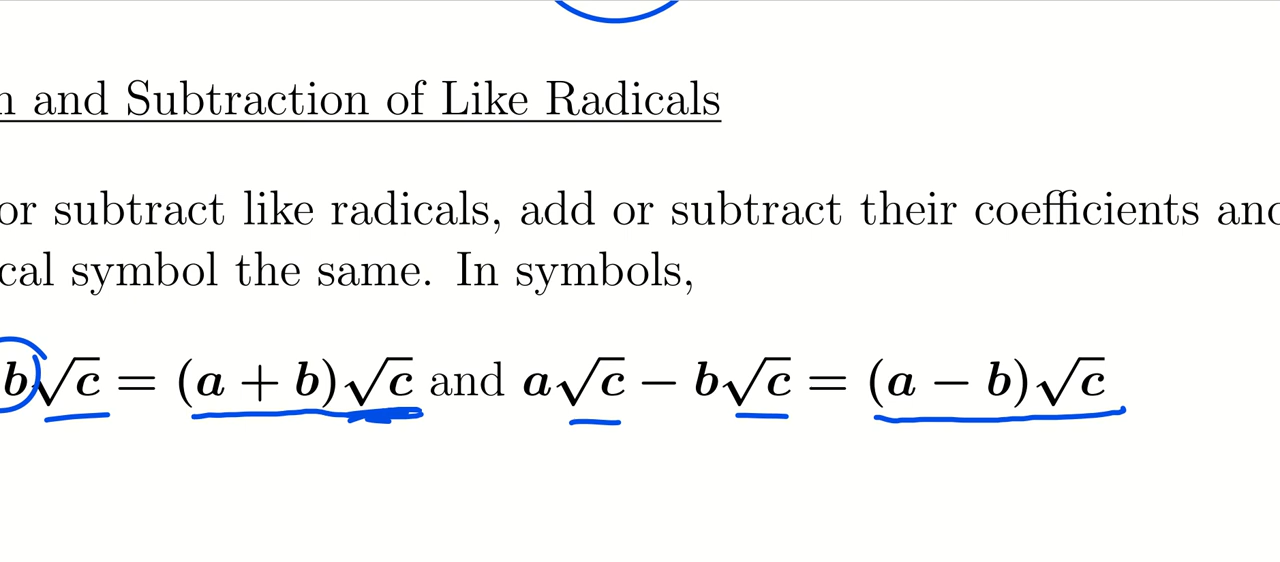 n and Subtraction of Like Radicals
or subtract like radicals, add or subtract their coefficients and
cal symbol the same. In symbols,
b√c = (a + b)√c and a√c − b√c = (a − b)√c